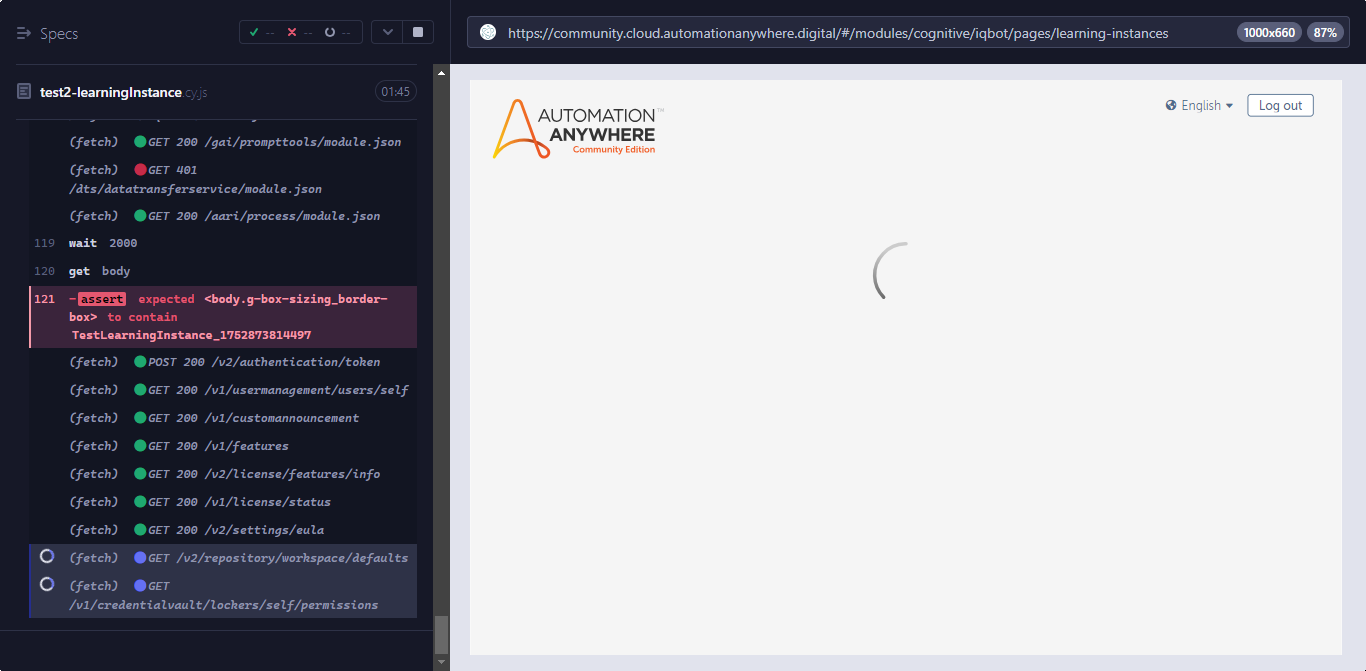 Specs
--
--
--
https://community.cloud.automationanywhere.digital/#/modules/cognitive/iqbot/pages/learning-instances
1000x660
87%
test2-learningInstance.cy.js
01:45
(fetch) GET 200 /gai/prompttools/module.json
(fetch) GET 401
/dts/datatransferservice/module.json
(fetch) GET 200 /aari/process/module.json
119 wait 2000
120 get body
121 -assert expected <body.g-box-sizing_border-
box> to contain
TestLearningInstance_1752873814497
(fetch) POST 200 /v2/authentication/token
(fetch) GET 200 /v1/usermanagement/users/self
(fetch) GET 200 /v1/customannouncement
(fetch) GET 200 /v1/features
(fetch) GET 200 /v2/license/features/info
(fetch) GET 200 /v1/license/status
(fetch) GET 200 /v2/settings/eula
(fetch) GET /v2/repository/workspace/defaults
(fetch) GET
/v1/credentialvault/lockers/self/permissions
AUTOMATION™
ANYWHERE
Community Edition
English
Log out